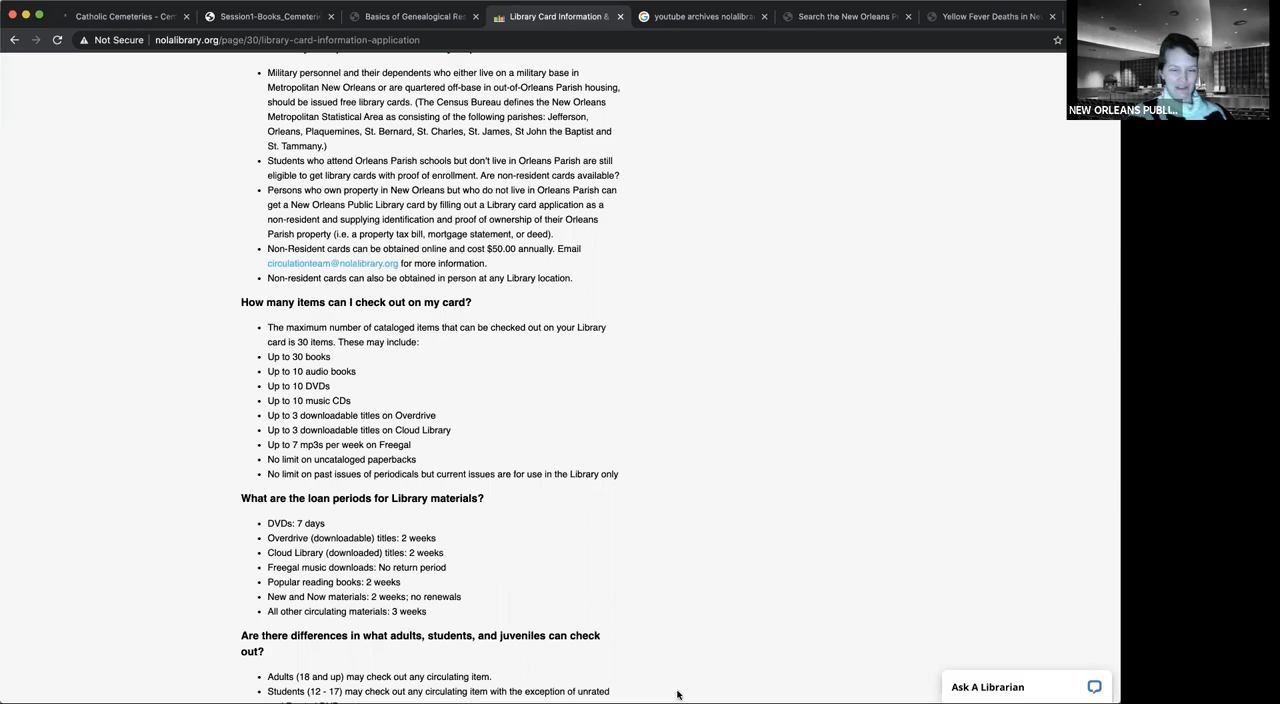 Catholic Cemeteries - Cem
Session1-Books_Cemeterie
Basics of Genealogical Res
Library Card Information &
youtube archives nolalibrar
Search the New Orleans P
Yellow Fever Deaths in Ne
Not Secure
nolalibrary.org/page/30/library-card-information-application
NEW ORLEANS PUBLI...
Military personnel and their dependents who either live on a military base in
Metropolitan New Orleans or are quartered off-base in out-of-Orleans Parish housing,
should be issued free library cards. (The Census Bureau defines the New Orleans
Metropolitan Statistical Area as consisting of the following parishes: Jefferson,
Orleans, Plaquemines, St. Bernard, St. Charles, St. James, St John the Baptist and
St. Tammany.)
Students who attend Orleans Parish schools but don't live in Orleans Parish are still
eligible to get library cards with proof of enrollment. Are non-resident cards available?
Persons who own property in New Orleans but who do not live in Orleans Parish can
get a New Orleans Public Library card by filling out a Library card application as a
non-resident and supplying identification and proof of ownership of their Orleans
Parish property (i.e. a property tax bill, mortgage statement, or deed).
Non-Resident cards can be obtained online and cost $50.00 annually. Email
circulationteam@nolalibrary.org for more information.
Non-resident cards can also be obtained in person at any Library location.
How many items can I check out on my card?
The maximum number of cataloged items that can be checked out on your Library
card is 30 items. These may include:
Up to 30 books
Up to 10 audio books
Up to 10 DVDs
Up to 10 music CDs
Up to 3 downloadable titles on Overdrive
Up to 3 downloadable titles on Cloud Library
Up to 7 mp3s per week on Freegal
No limit on uncataloged paperbacks
No limit on past issues of periodicals but current issues are for use in the Library only
What are the loan periods for Library materials?
DVDs: 7 days
Overdrive (downloadable) titles: 2 weeks
Cloud Library (downloaded) titles: 2 weeks
Freegal music downloads: No return period
Popular reading books: 2 weeks
New and Now materials: 2 weeks; no renewals
All other circulating materials: 3 weeks
Are there differences in what adults, students, and juveniles can check
out?
Adults (18 and up) may check out any circulating item.
Students (12 - 17) may check out any circulating item with the exception of unrated
Ask A Librarian